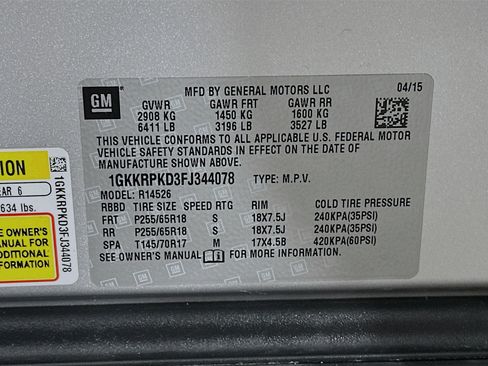 GM
MFD BY GENERAL MOTORS LLC 04/15
GVWR GAWR FRT GAWR RR
2908 KG 1450 KG 1600 KG
6411 LB 3196 LB 3527 LB
THIS VEHICLE CONFORMS TO ALL APPLICABLE U.S. FEDERAL MOTOR
VEHICLE SAFETY STANDARDS IN EFFECT ON THE DATE OF
MANUFACTURE SHOWN ABOVE.
1GKKRPKD3FJ344078 TYPE: M.P.V.
MODEL: R14526
RBBD TIRE SIZE SPEED RTG RIM COLD TIRE PRESSURE
FRT P255/65R18 S 18X7.5J 240KPA(35PSI)
RR P255/65R18 S 18X7.5J 240KPA(35PSI)
SPA T145/70R17 M 17X4.5B 420KPA(60PSI)
SEE OWNER'S MANUAL FOR MORE INFORMATION.
ION
EAR 6
634 lbs.
OWNER'S
MANUAL FOR
ADDITIONAL
FORMATION
1GKKRPKD3FJ344078